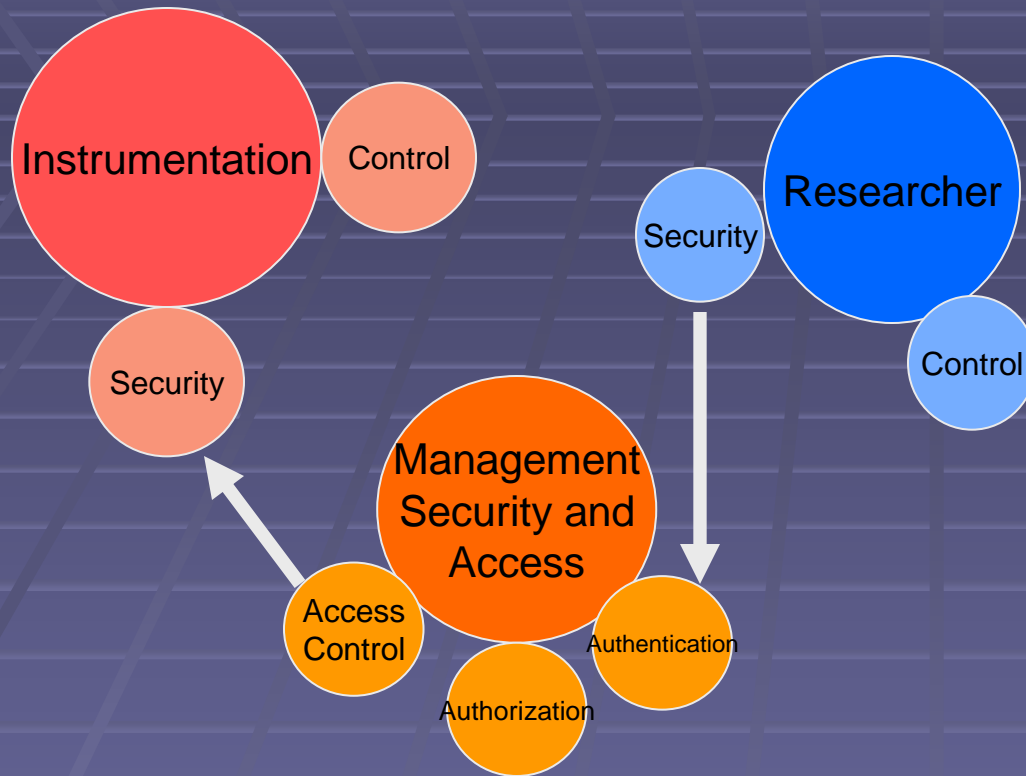 Instrumentation
Control
Researcher
Security
Control
Security
Management
Security and
Access
Access
Control
Authentication
Authorization